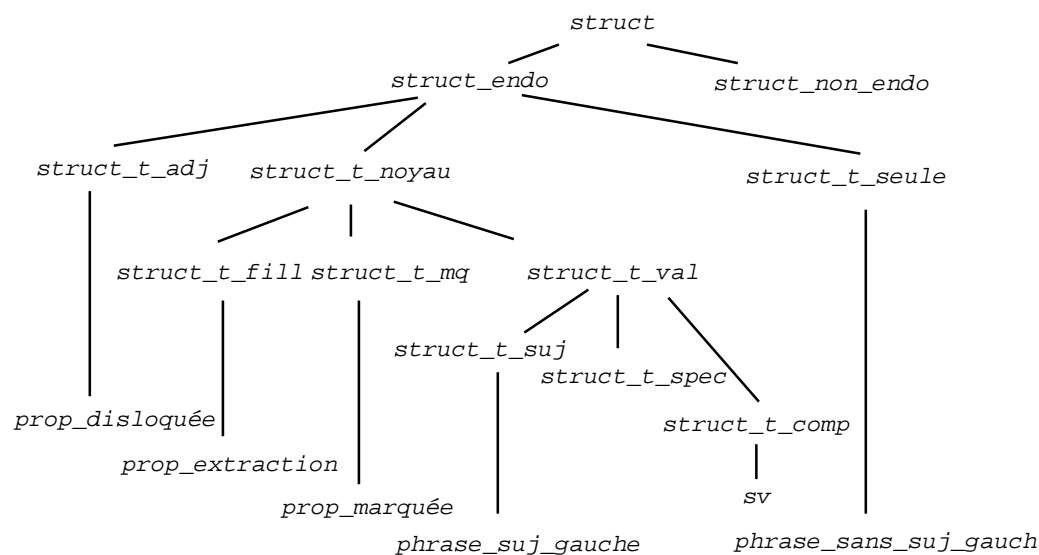 struct
struct_endo struct_non_endo
struct_t_adj struct_t_noyau struct_t_seule
struct_t_fill struct_t_mq struct_t_val
struct_t_suj
struct_t_spec
prop_disloquée struct_t_comp
prop_extraction
prop_marquée sv
phrase_suj_gauche phrase_sans_suj_gauch